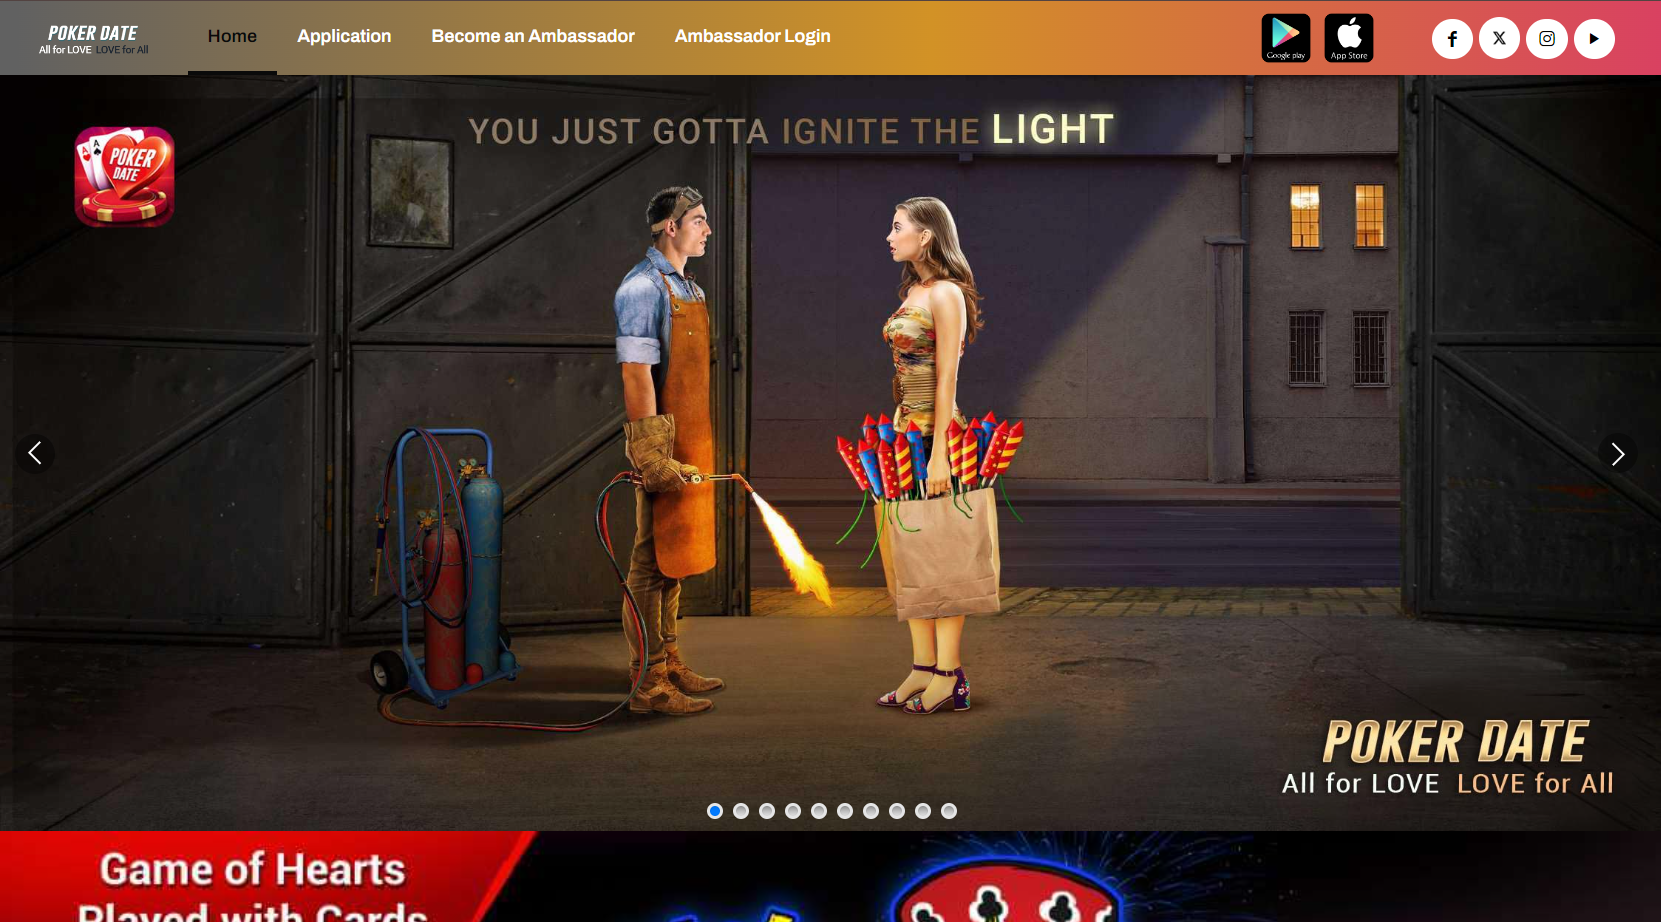 POKER DATE
All for LOVE LOVE for All
Home
Application
Become an Ambassador
Ambassador Login
Google play
App Store
YOU JUST GOTTA IGNITE THE LIGHT
A A
POKER
DATE
POKER DATE
All for LOVE LOVE for All
Game of Hearts
Played with Cards